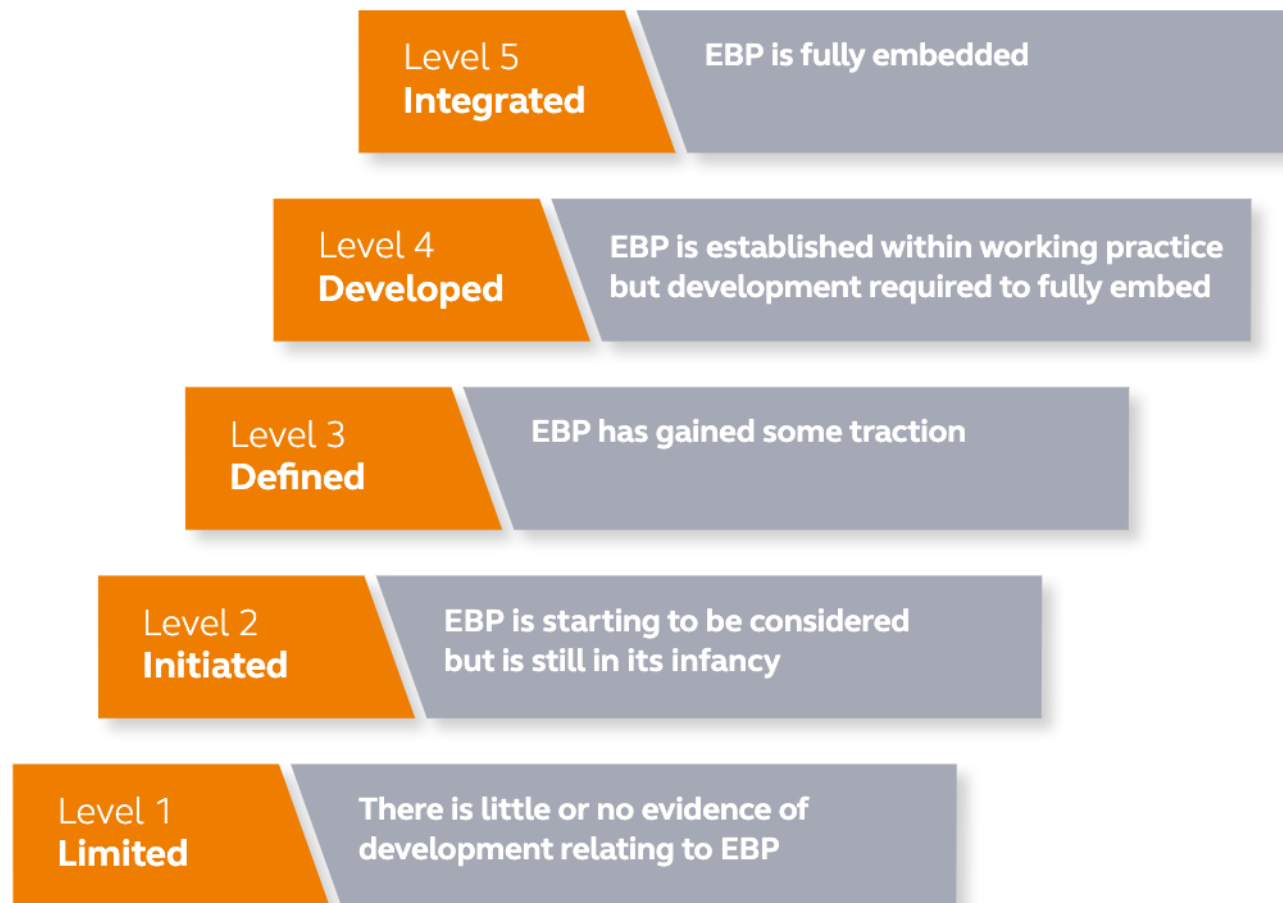 Level 5
Integrated
EBP is fully embedded
Level 4
Developed
EBP is established within working practice
but development required to fully embed
Level 3
Defined
EBP has gained some traction
Level 2
Initiated
EBP is starting to be considered
but is still in its infancy
Level 1
Limited
There is little or no evidence of
development relating to EBP